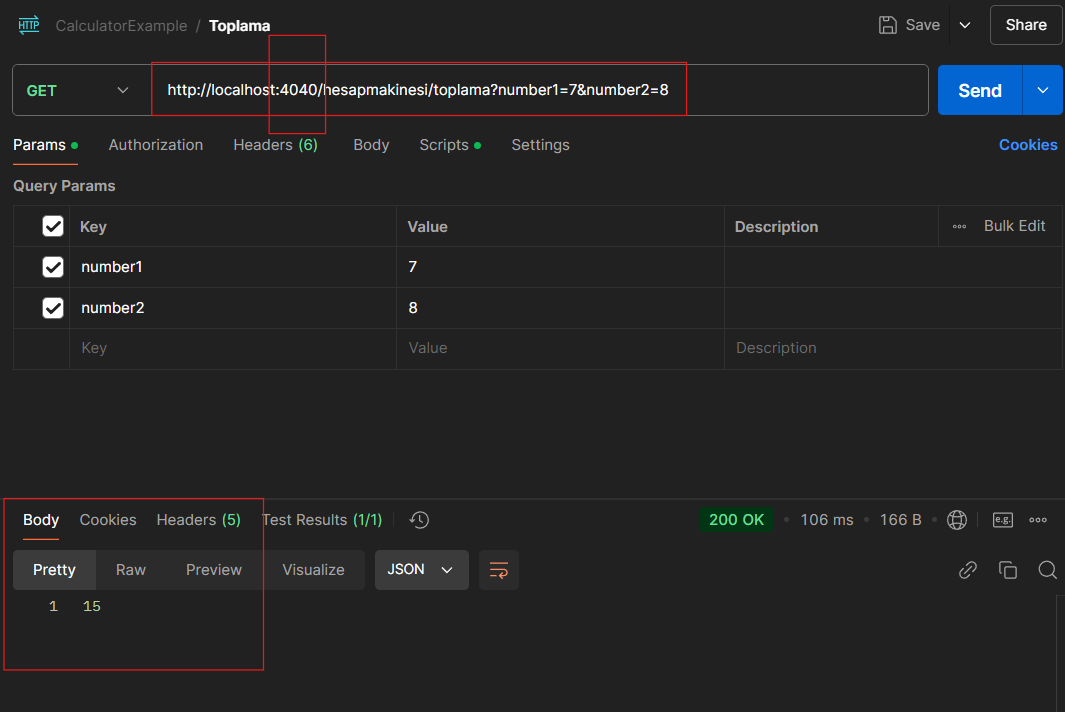 HTTP CalculatorExample / Toplama Save Share
GET http://localhost:4040/hesapmakinesi/toplama?number1=7&number2=8 Send
Params Authorization Headers (6) Body Scripts Settings Cookies
Query Params
Key Value Description Bulk Edit
number1 7
number2 8
Key Value Description
Body Cookies Headers (5) Test Results (1/1) 200 OK 106 ms 166 B e.g.
Pretty Raw Preview Visualize JSON
1 15